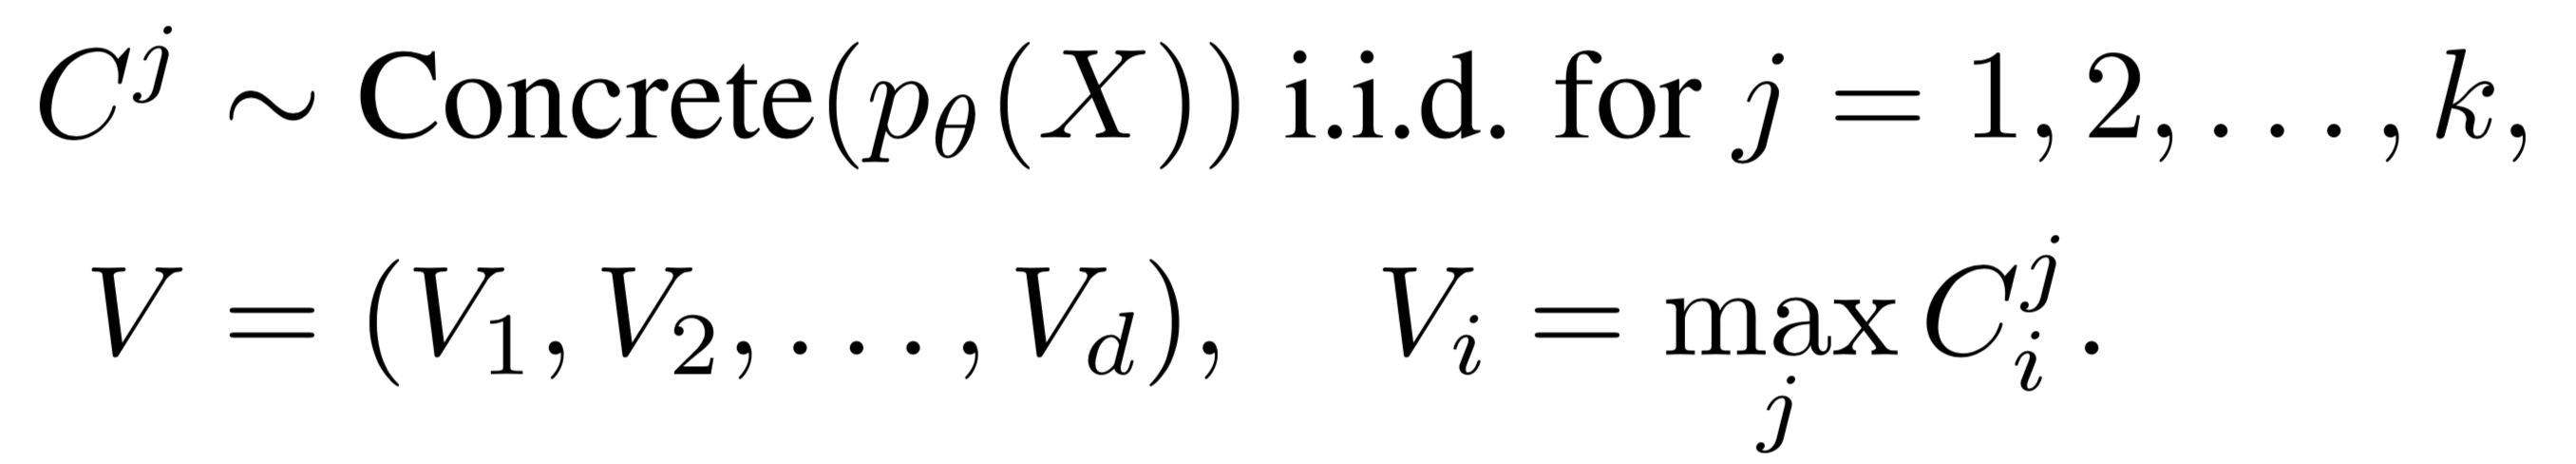 C^j ∼ Concrete(p_θ(X)) i.i.d. for j = 1, 2, . . . , k,
V = (V_1, V_2, . . . , V_d),   V_i = max_j C_i^j.